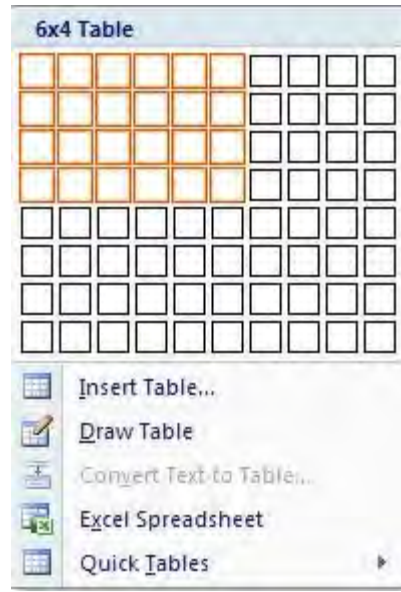 6x4 Table
Insert Table...
Draw Table
Convert Text to Table...
Excel Spreadsheet
Quick Tables